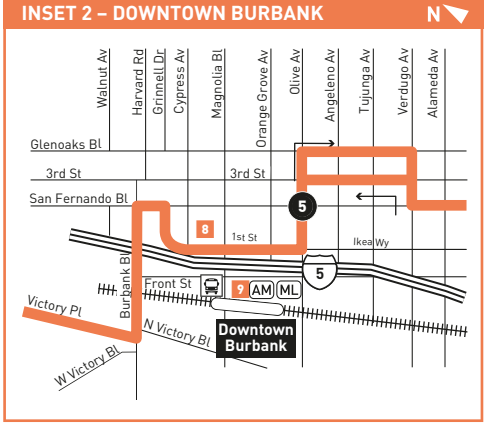 INSET 2 – DOWNTOWN BURBANK
N
Walnut Av
Harvard Rd
Grinnell Dr
Cypress Av
Magnolia Bl
Orange Grove Av
Olive Av
Angeleno Av
Tujunga Av
Verdugo Av
Alameda Av
Glenoaks Bl
3rd St
3rd St
San Fernando Bl
5
8
1st St
Ikea Wy
5
Burbank Bl
Front St
9 AM ML
Victory Pl
N Victory Bl
Downtown
Burbank
W Victory Bl